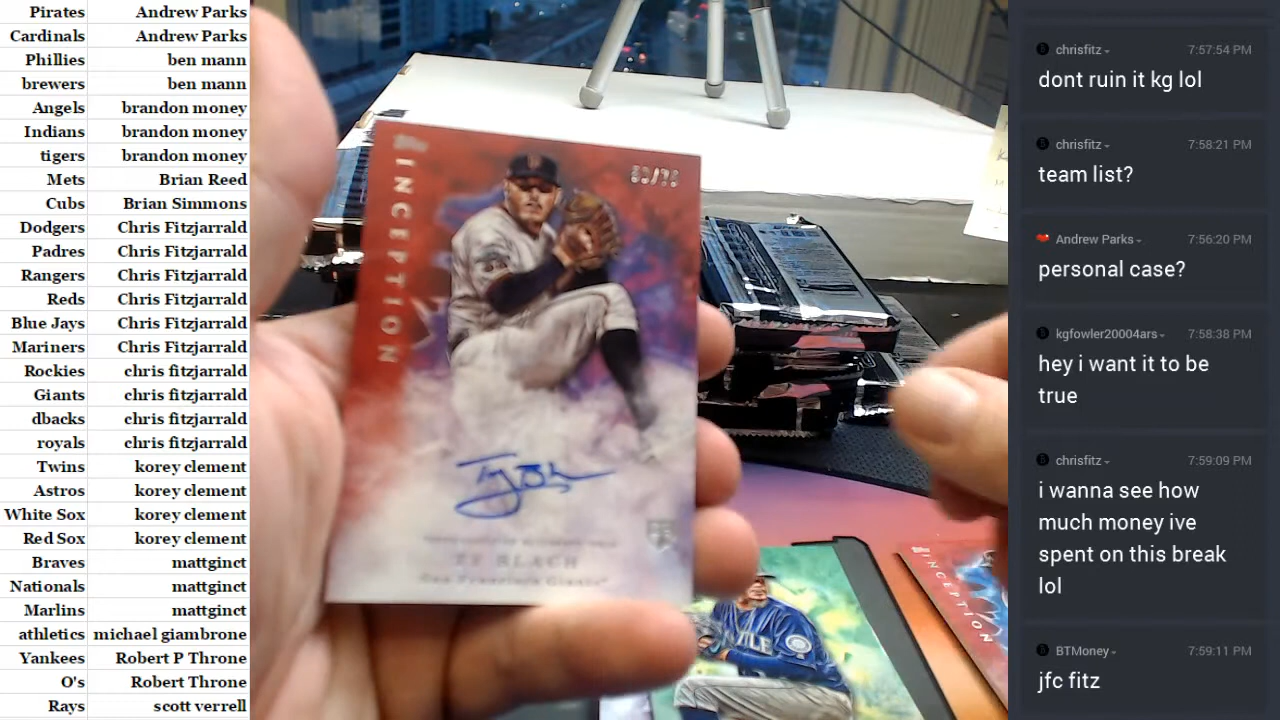 Pirates Andrew Parks
Cardinals Andrew Parks
Phillies ben mann
brewers ben mann
Angels brandon money
Indians brandon money
tigers brandon money
Mets Brian Reed
Cubs Brian Simmons
Dodgers Chris Fitzjarrald
Padres Chris Fitzjarrald
Rangers Chris Fitzjarrald
Reds Chris Fitzjarrald
Blue Jays Chris Fitzjarrald
Mariners Chris Fitzjarrald
Rockies chris fitzjarrald
Giants chris fitzjarrald
dbacks chris fitzjarrald
royals chris fitzjarrald
Twins korey clement
Astros korey clement
White Sox korey clement
Red Sox korey clement
Braves mattginct
Nationals mattginct
Marlins mattginct
athletics michael giambrone
Yankees Robert P Throne
O's Robert Throne
Rays scott verrell
INCEPTION
TY BLACH
San Francisco Giants
INCEPTION
chrisfitz 7:57:54 PM
dont ruin it kg lol
chrisfitz 7:58:21 PM
team list?
Andrew Parks 7:56:20 PM
personal case?
kgfowler20004ars 7:58:38 PM
hey i want it to be
true
chrisfitz 7:59:09 PM
i wanna see how
much money ive
spent on this break
lol
BTMoney 7:59:11 PM
jfc fitz